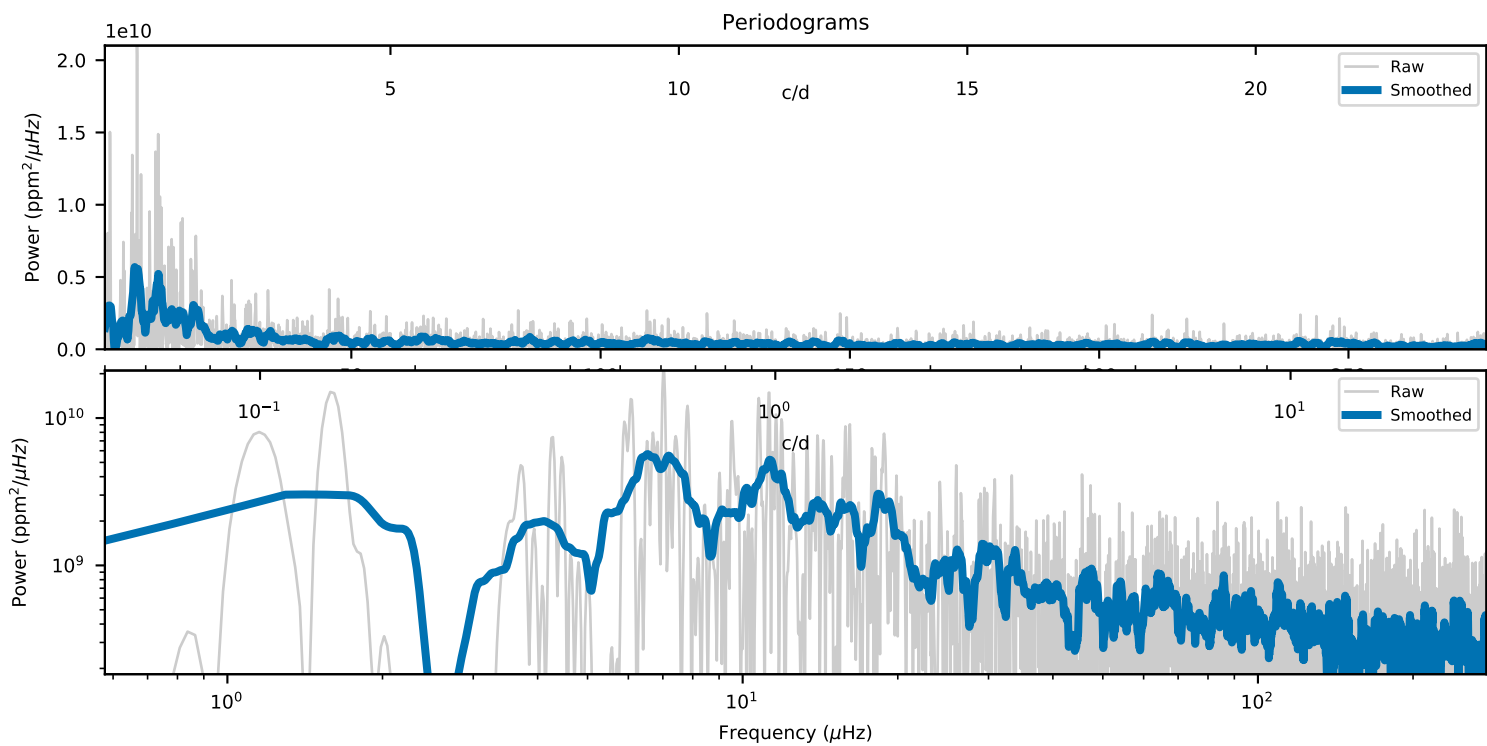 Periodograms
1e10
5 10 15 20
c/d
Raw
Smoothed
2.0
1.5
1.0
0.5
0.0
Power (ppm²/μHz)
10⁻¹ 10⁰ 10¹
c/d
Raw
Smoothed
10¹⁰
10⁹
Power (ppm²/μHz)
10⁰ 10¹ 10²
Frequency (μHz)